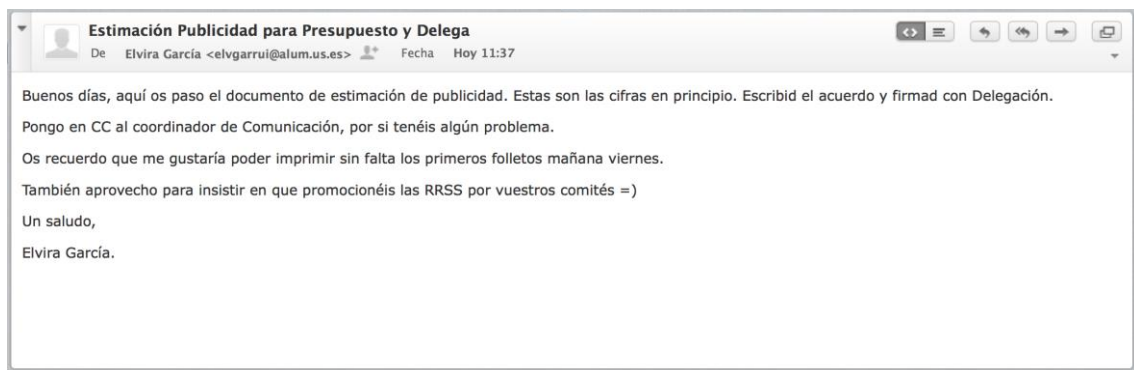 Estimación Publicidad para Presupuesto y Delega
De Elvira García <elvgarrui@alum.us.es> Fecha Hoy 11:37
Buenos días, aquí os paso el documento de estimación de publicidad. Estas son las cifras en principio. Escribid el acuerdo y firmad con Delegación.
Pongo en CC al coordinador de Comunicación, por si tenéis algún problema.
Os recuerdo que me gustaría poder imprimir sin falta los primeros folletos mañana viernes.
También aprovecho para insistir en que promocionéis las RRSS por vuestros comités =)
Un saludo,
Elvira García.